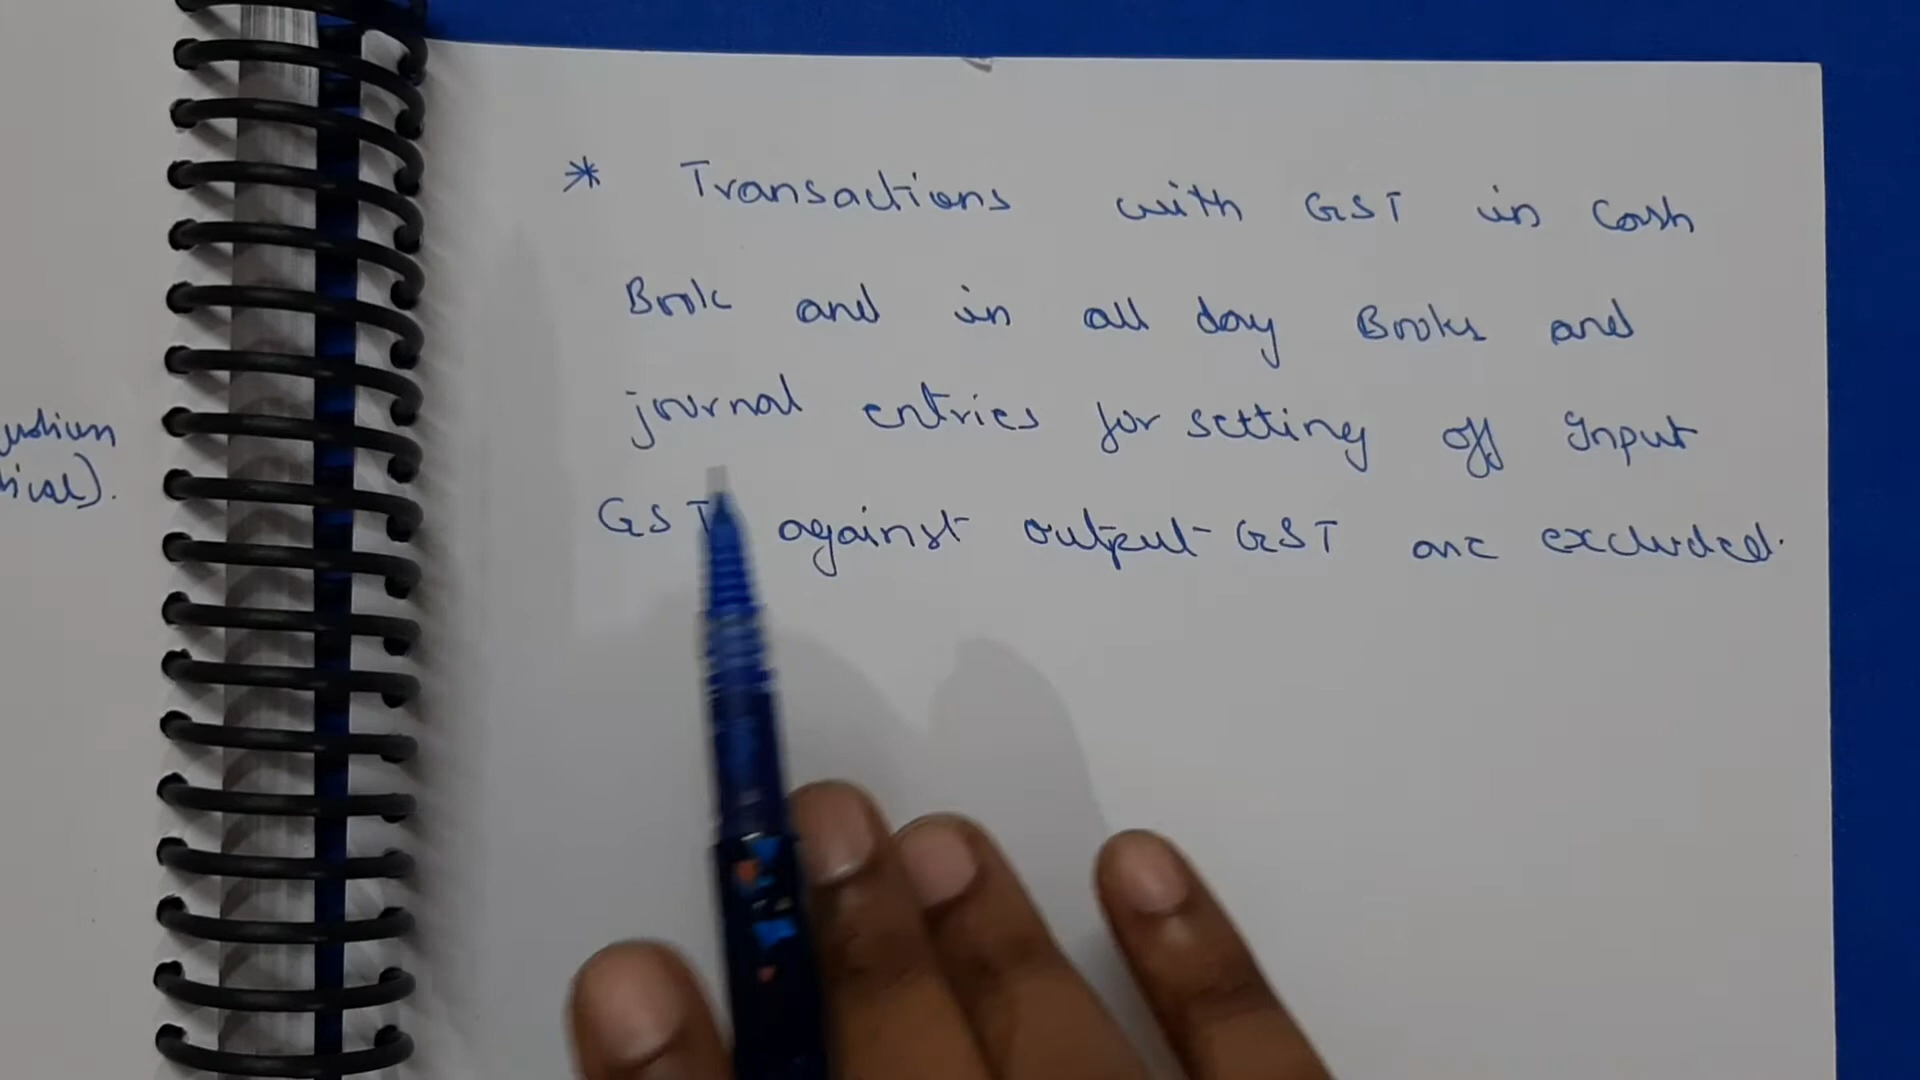 * Transactions with GST in Cash
Book and in all day Books and
journal entries for setting off Input
GST against output GST are excluded.